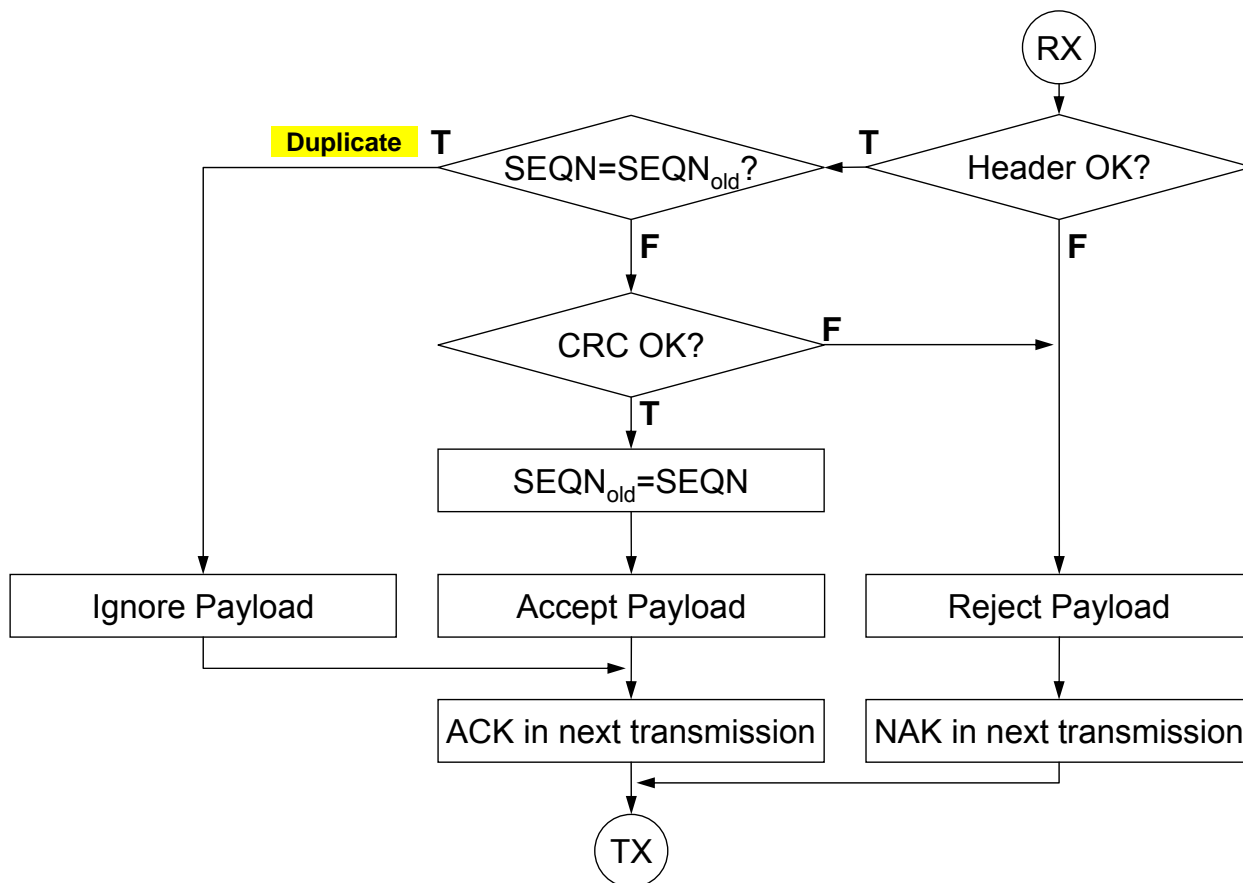 RX
Duplicate T
SEQN=SEQNold?
T
Header OK?
F
F
CRC OK?
F
T
SEQNold=SEQN
Ignore Payload
Accept Payload
Reject Payload
ACK in next transmission
NAK in next transmission
TX